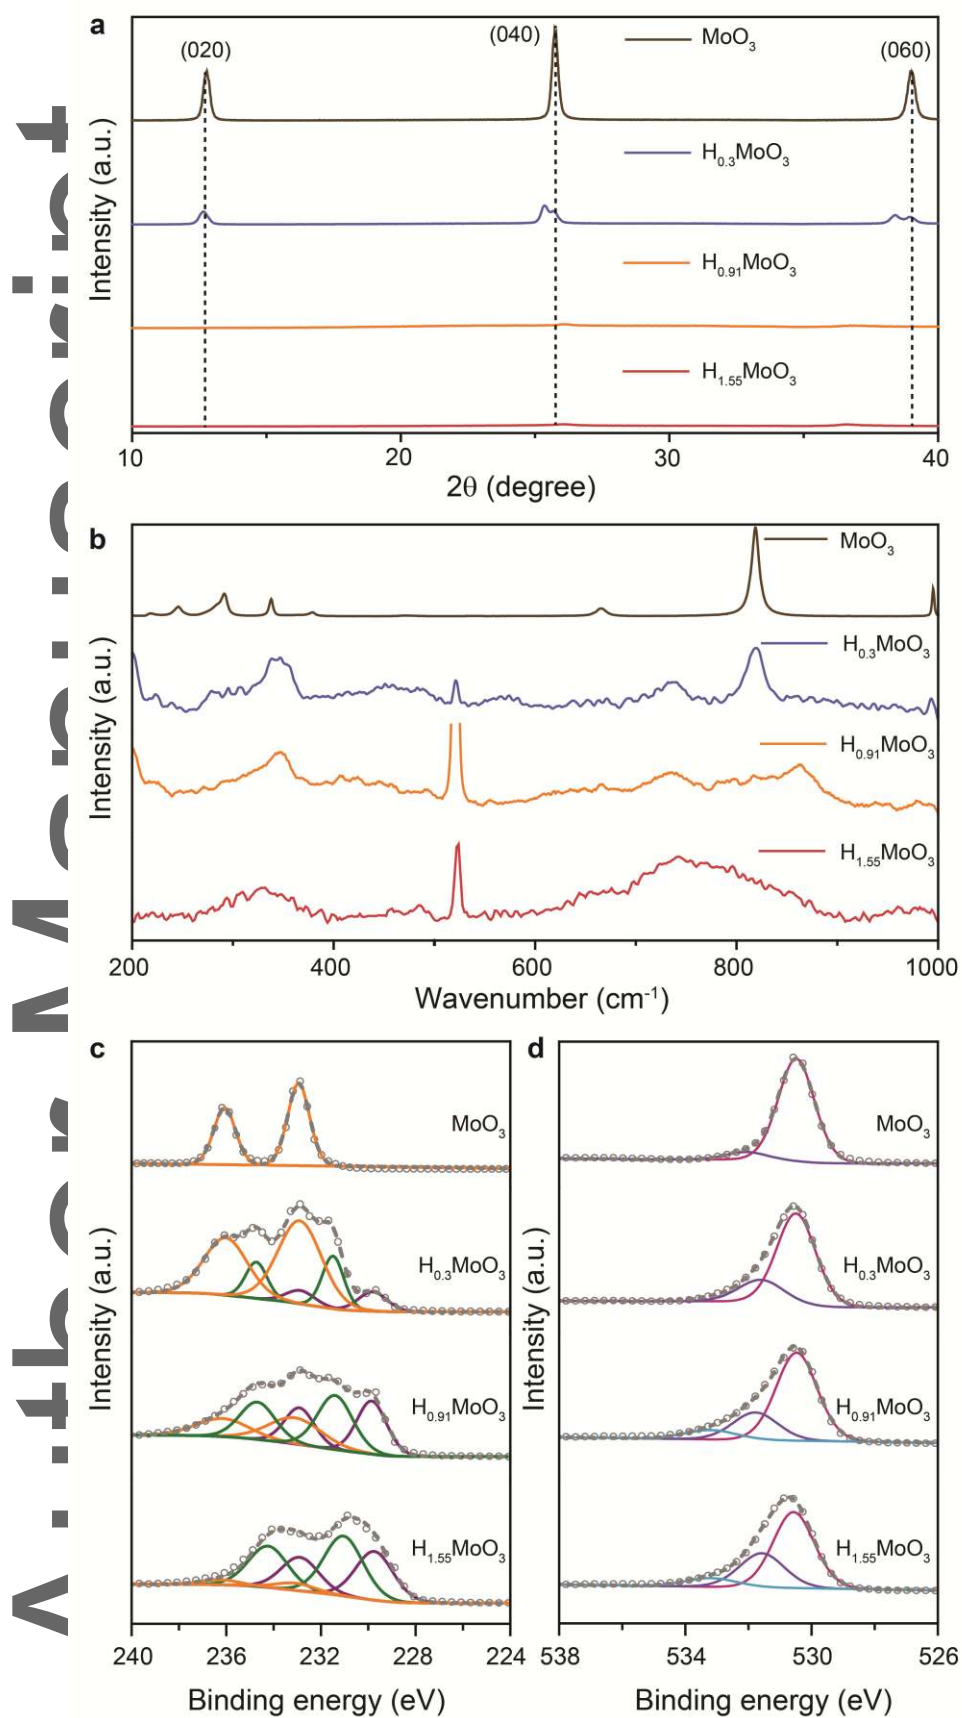 Author Manuscript
a
(020)
(040)
(060)
MoO3
H0.3MoO3
H0.91MoO3
H1.55MoO3
Intensity (a.u.)
10 20 30 40
2θ (degree)
b
MoO3
H0.3MoO3
H0.91MoO3
H1.55MoO3
Intensity (a.u.)
200 400 600 800 1000
Wavenumber (cm-1)
c
MoO3
H0.3MoO3
H0.91MoO3
H1.55MoO3
Intensity (a.u.)
240 236 232 228 224
Binding energy (eV)
d
MoO3
H0.3MoO3
H0.91MoO3
H1.55MoO3
Intensity (a.u.)
538 534 530 526
Binding energy (eV)